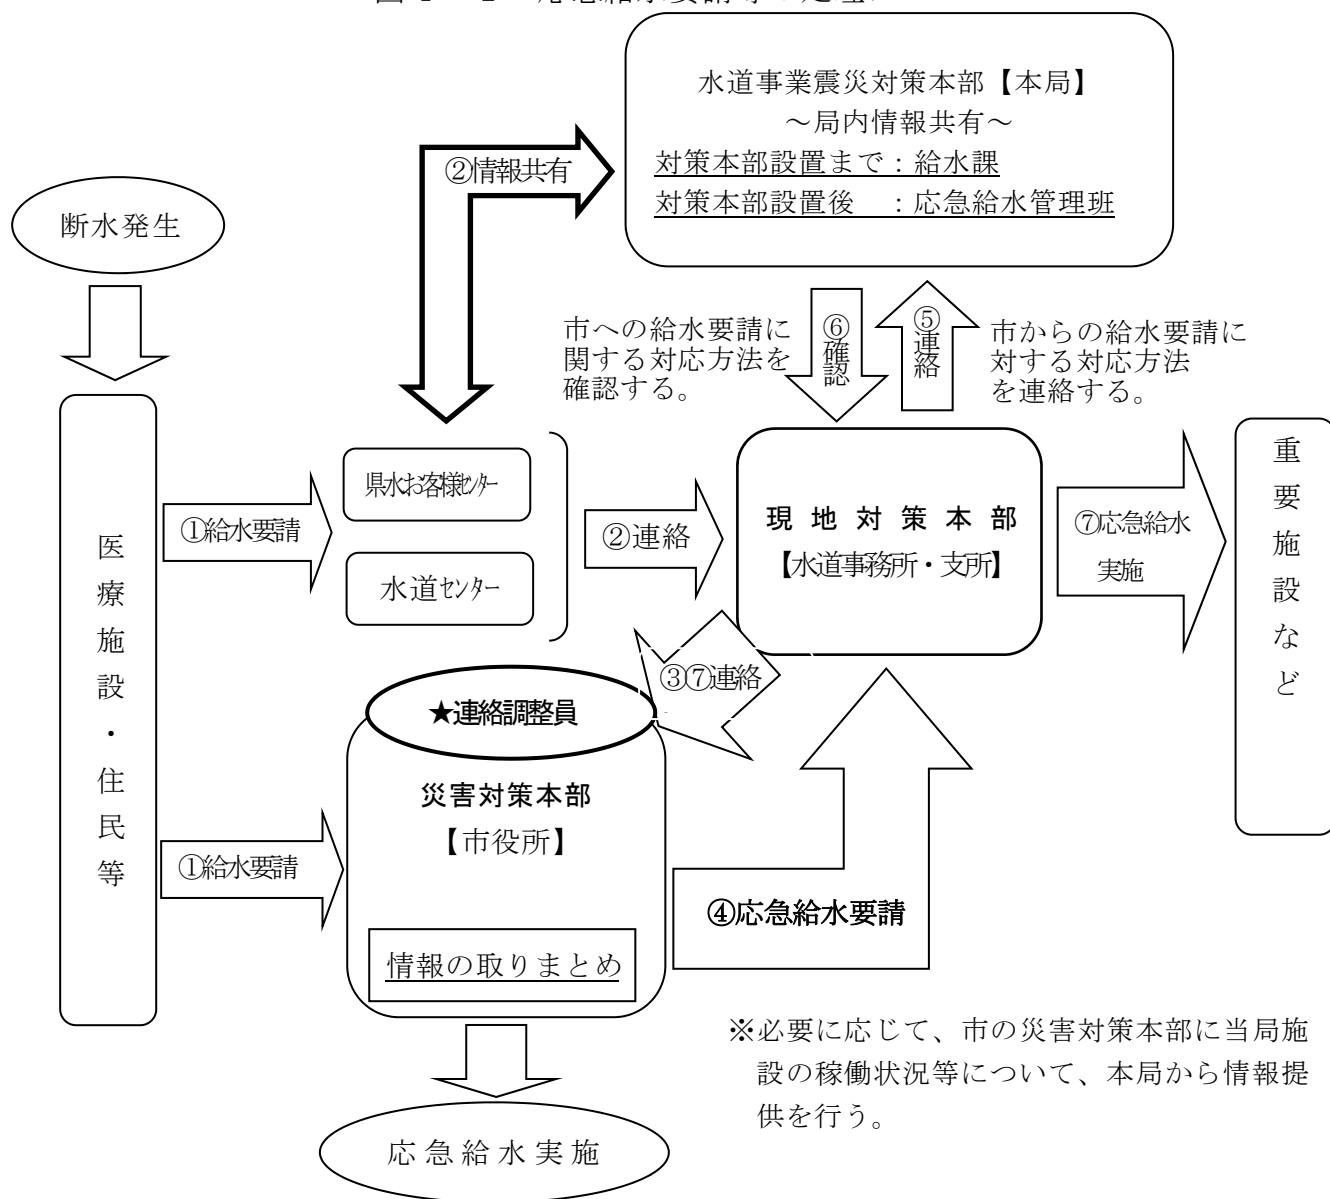 水道事業震災対策本部【本局】
～局内情報共有～
対策本部設置まで：給水課
対策本部設置後　：応急給水管理班
②情報共有
断水発生
市への給水要請に
関する対応方法を
確認する。
⑥確認
⑤連絡
市からの給水要請に
対する対応方法
を連絡する。
医療施設・住民等
①給水要請
県水お客様センター
水道センター
②連絡
現地対策本部
【水道事務所・支所】
⑦応急給水
実施
重要施設など
③⑦連絡
★連絡調整員
災害対策本部
【市役所】
①給水要請
情報の取りまとめ
④応急給水要請
※必要に応じて、市の災害対策本部に当局施
設の稼働状況等について、本局から情報提
供を行う。
応急給水実施